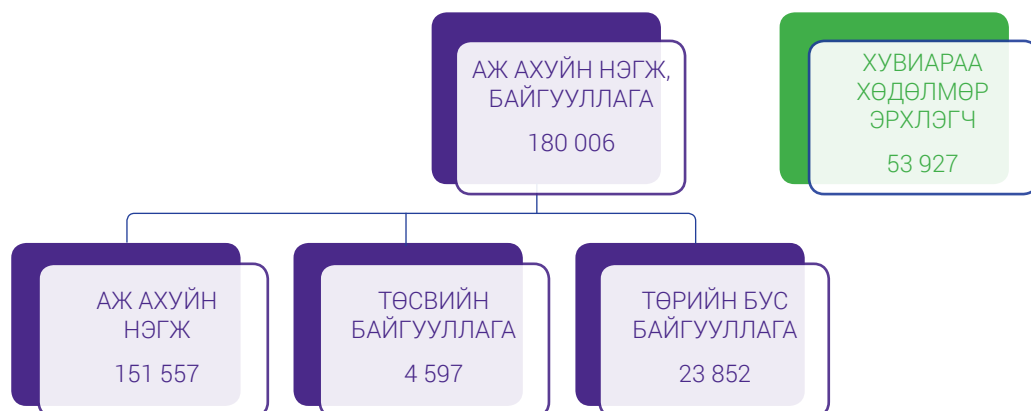 АЖ АХУЙН НЭГЖ,
БАЙГУУЛЛАГА
180 006
ХУВИАРАА
ХӨДӨЛМӨР
ЭРХЛЭГЧ
53 927
АЖ АХУЙН
НЭГЖ
151 557
ТӨСВИЙН
БАЙГУУЛЛАГА
4 597
ТӨРИЙН БУС
БАЙГУУЛЛАГА
23 852